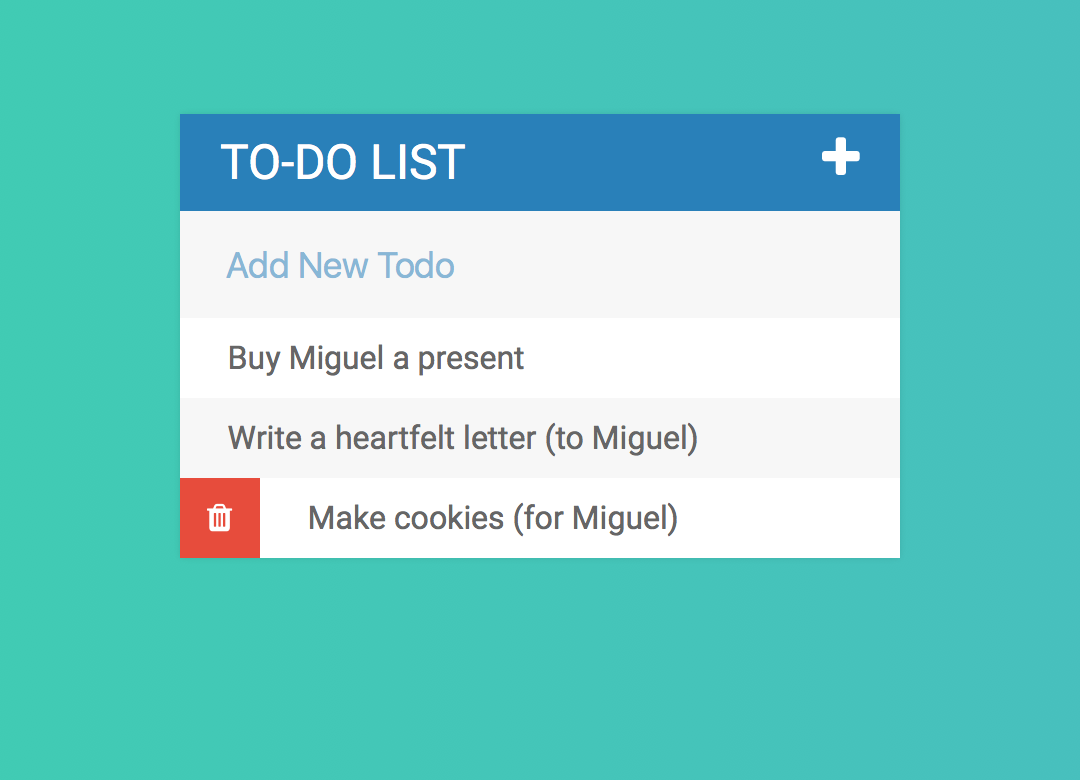 TO-DO LIST
Add New Todo
Buy Miguel a present
Write a heartfelt letter (to Miguel)
Make cookies (for Miguel)